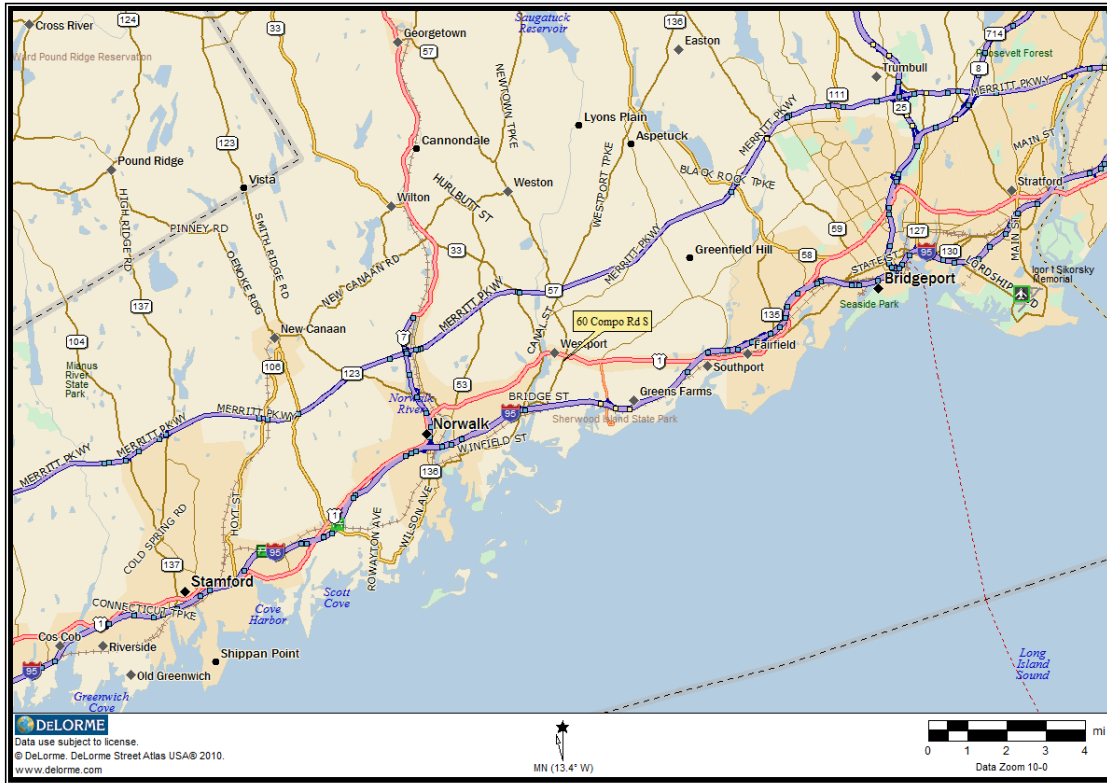 Cross River
124
33
Georgetown
57
Saugatuck
Reservoir
136
Easton
714
Roosevelt Forest
8
Trumbull
Ward Pound Ridge Reservation
NEWTOWN TPKE
MERRITT PKWY
111
25
MERRITT PKWY
Lyons Plain
Aspetuck
123
Cannondale
WESTPORT TPKE
BLACK ROCK TPKE
MAIN ST
Pound Ridge
Vista
Wilton
HURLBUTT ST
Weston
Stratford
HIGH RIDGE RD
PINNEY RD
SMITH RIDGE RD
OENOKE RDG
NEW CANAAN RD
33
MERRITT PKWY
Greenfield Hill
59
58
127
95
130
MAIN ST
STATE S
LORDSHIP
D
Igor I Sikorsky
Memorial
Bridgeport
Seaside Park
57
MERRITT PKWY
137
New Canaan
7
CANAL ST
60 Compo Rd S
135
104
Westport
Fairfield
1
Southport
Mianus
River
State
Park
106
123
53
Norwalk
River
BRIDGE ST
Greens Farms
MERRITT PKWY
95
Sherwood Island State Park
MERRITT PKWY
MERRITT PKWY
Norwalk
WINFIELD ST
136
HOYT ST
1
WILSON AVE
ROWAYTON AVE
COLD SPRING RD
95
137
Stamford
CONNECTICUT TPKE
Cove
Harbor
Scott
Cove
1
Cos Cob
Riverside
Shippan Point
95
Old Greenwich
Greenwich
Cove
Long
Island
Sound
DELORME
Data use subject to license.
© DeLorme. DeLorme Street Atlas USA® 2010.
www.delorme.com
MN (13.4° W)
mi
0 1 2 3 4
Data Zoom 10-0